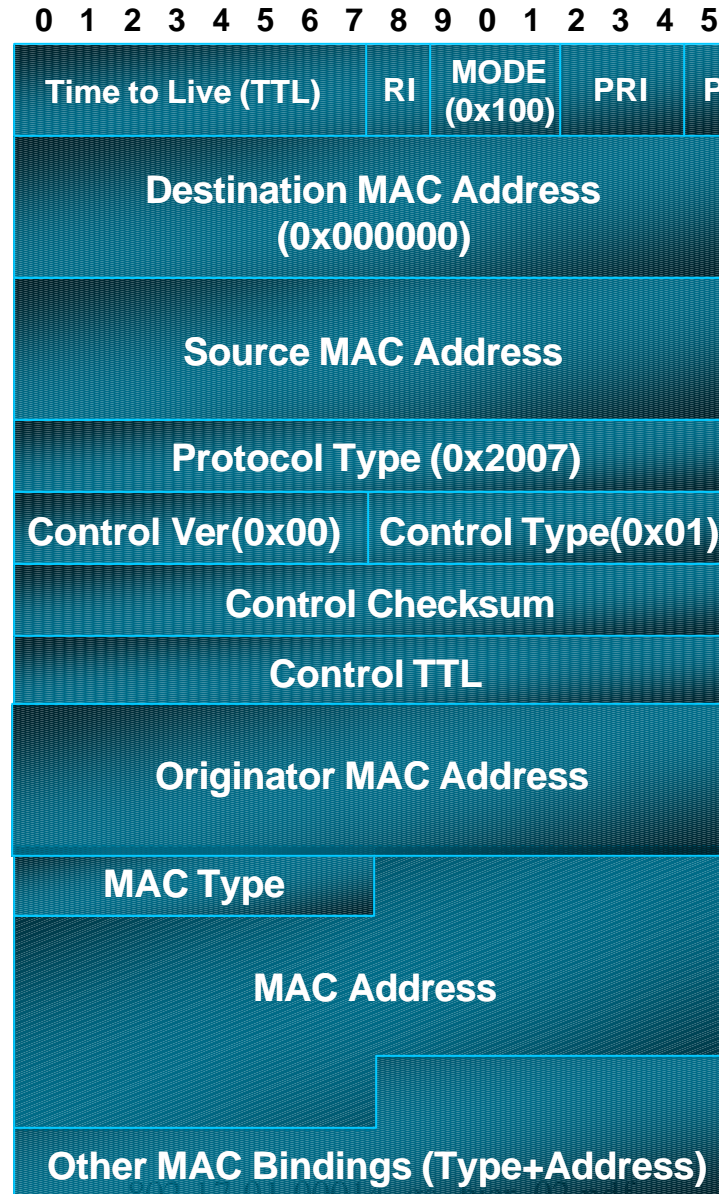 0 1 2 3 4 5 6 7 8 9 0 1 2 3 4 5
Time to Live (TTL) RI MODE (0x100) PRI P
Destination MAC Address
(0x000000)
Source MAC Address
Protocol Type (0x2007)
Control Ver(0x00) Control Type(0x01)
Control Checksum
Control TTL
Originator MAC Address
MAC Type
MAC Address
Other MAC Bindings (Type+Address)